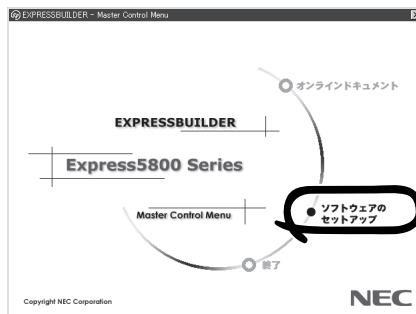 EXPRESSBUILDER - Master Control Menu
オンラインドキュメント
EXPRESSBUILDER
Express5800 Series
ソフトウェアの
セットアップ
Master Control Menu
終了
Copyright NEC Corporation
NEC